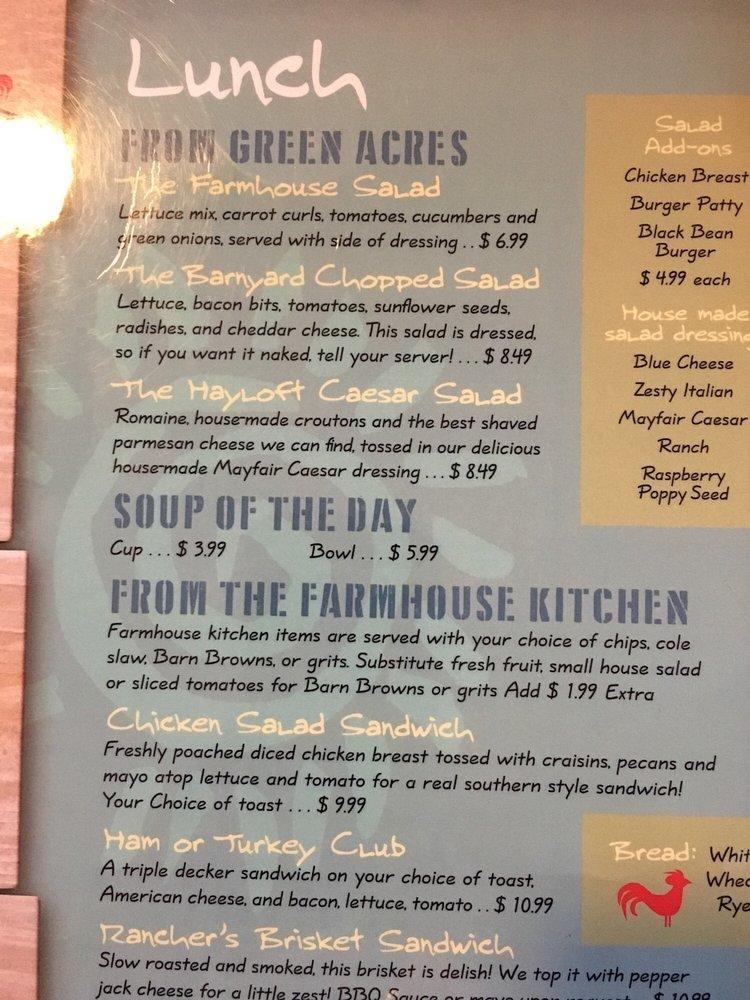 Lunch
FROM GREEN ACRES
The Farmhouse Salad
Lettuce mix, carrot curls, tomatoes, cucumbers and
green onions, served with side of dressing . . $ 6.99
The Barnyard Chopped Salad
Lettuce, bacon bits, tomatoes, sunflower seeds,
radishes, and cheddar cheese. This salad is dressed,
so if you want it naked, tell your server! . . . $ 8.49
The Hayloft Caesar Salad
Romaine, house-made croutons and the best shaved
parmesan cheese we can find, tossed in our delicious
house-made Mayfair Caesar dressing . . . $ 8.49
SOUP OF THE DAY
Cup . . . $ 3.99 Bowl . . . $ 5.99
FROM THE FARMHOUSE KITCHEN
Farmhouse kitchen items are served with your choice of chips, cole
slaw, Barn Browns, or grits. Substitute fresh fruit, small house salad
or sliced tomatoes for Barn Browns or grits Add $ 1.99 Extra
Chicken Salad Sandwich
Freshly poached diced chicken breast tossed with craisins, pecans and
mayo atop lettuce and tomato for a real southern style sandwich!
Your Choice of toast . . . $ 9.99
Ham or Turkey Club
A triple decker sandwich on your choice of toast,
American cheese, and bacon, lettuce, tomato . . $ 10.99
Rancher's Brisket Sandwich
Slow roasted and smoked, this brisket is delish! We top it with pepper
jack cheese for a little zest! BBQ Sauce or mayo upon
Salad
Add-ons
Chicken Breast
Burger Patty
Black Bean
Burger
$ 4.99 each
House made
salad dressing
Blue Cheese
Zesty Italian
Mayfair Caesar
Ranch
Raspberry
Poppy Seed
Bread: Whit
Whea
Rye